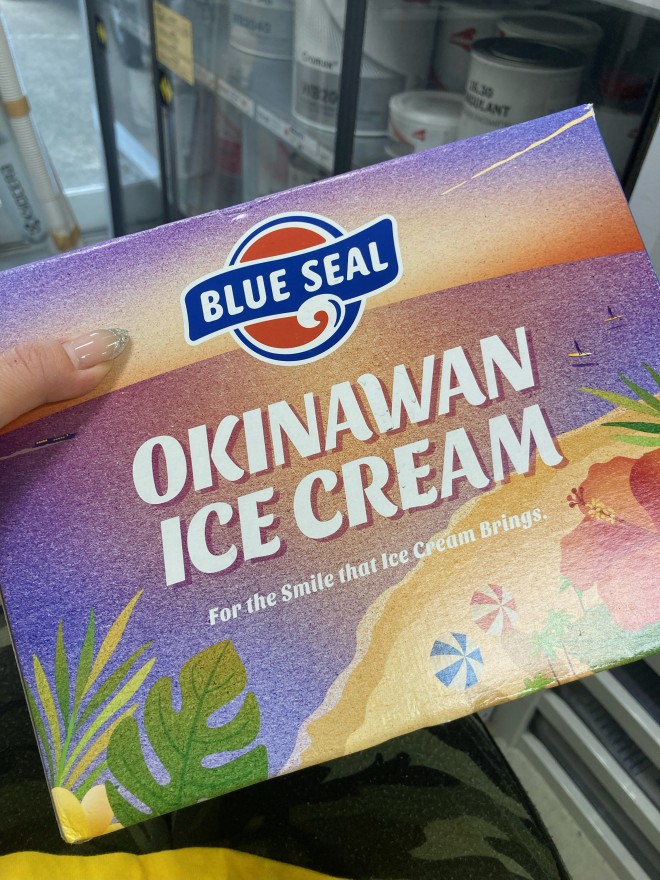 BLUE SEAL
OKINAWAN
ICE CREAM
For the Smile that Ice Cream Brings.